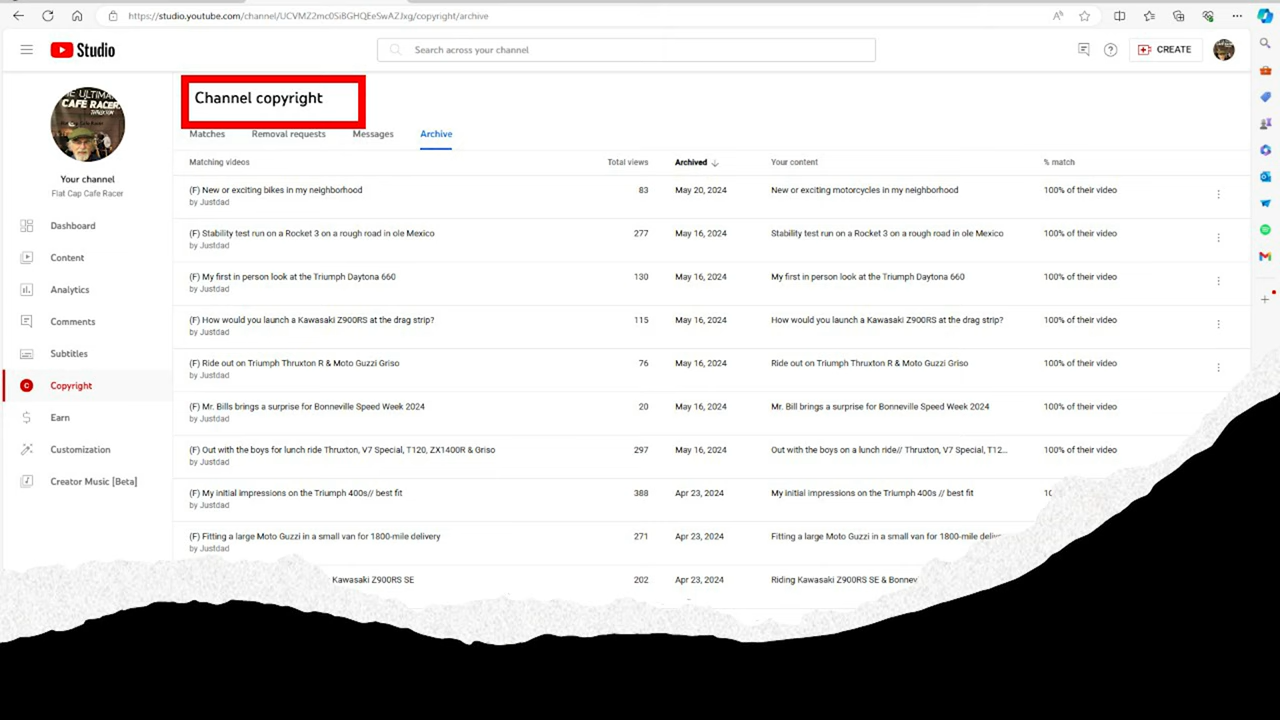 https://studio.youtube.com/channel/UCVMZ2mc0SiBGHQEeSwAZJxg/copyright/archive
Studio
Search across your channel
CREATE
THE ULTIMATE
CAFÉ RACER
THRUXTON
Your channel
Flat Cap Cafe Racer
Dashboard
Content
Analytics
Comments
Subtitles
Copyright
Earn
Customization
Creator Music [Beta]
Channel copyright
Matches Removal requests Messages Archive
Matching videos Total views Archived Your content % match
(F) New or exciting bikes in my neighborhood 83 May 20, 2024 New or exciting motorcycles in my neighborhood 100% of their video
by Justdad
(F) Stability test run on a Rocket 3 on a rough road in ole Mexico 277 May 16, 2024 Stability test run on a Rocket 3 on a rough road in ole Mexico 100% of their video
by Justdad
(F) My first in person look at the Triumph Daytona 660 130 May 16, 2024 My first in person look at the Triumph Daytona 660 100% of their video
by Justdad
(F) How would you launch a Kawasaki Z900RS at the drag strip? 115 May 16, 2024 How would you launch a Kawasaki Z900RS at the drag strip? 100% of their video
by Justdad
(F) Ride out on Triumph Thruxton R & Moto Guzzi Griso 76 May 16, 2024 Ride out on Triumph Thruxton R & Moto Guzzi Griso 100% of their video
by Justdad
(F) Mr. Bills brings a surprise for Bonneville Speed Week 2024 20 May 16, 2024 Mr. Bill brings a surprise for Bonneville Speed Week 2024 100% of their video
by Justdad
(F) Out with the boys for lunch ride Thruxton, V7 Special, T120, ZX1400R & Griso 297 May 16, 2024 Out with the boys on a lunch ride// Thruxton, V7 Special, T12... 100% of their video
by Justdad
(F) My initial impressions on the Triumph 400s// best fit 388 Apr 23, 2024 My initial impressions on the Triumph 400s // best fit
by Justdad
(F) Fitting a large Moto Guzzi in a small van for 1800-mile delivery 271 Apr 23, 2024 Fitting a large Moto Guzzi in a small van for 1800-mile
by Justdad
Kawasaki Z900RS SE 202 Apr 23, 2024 Riding Kawasaki Z900RS SE &